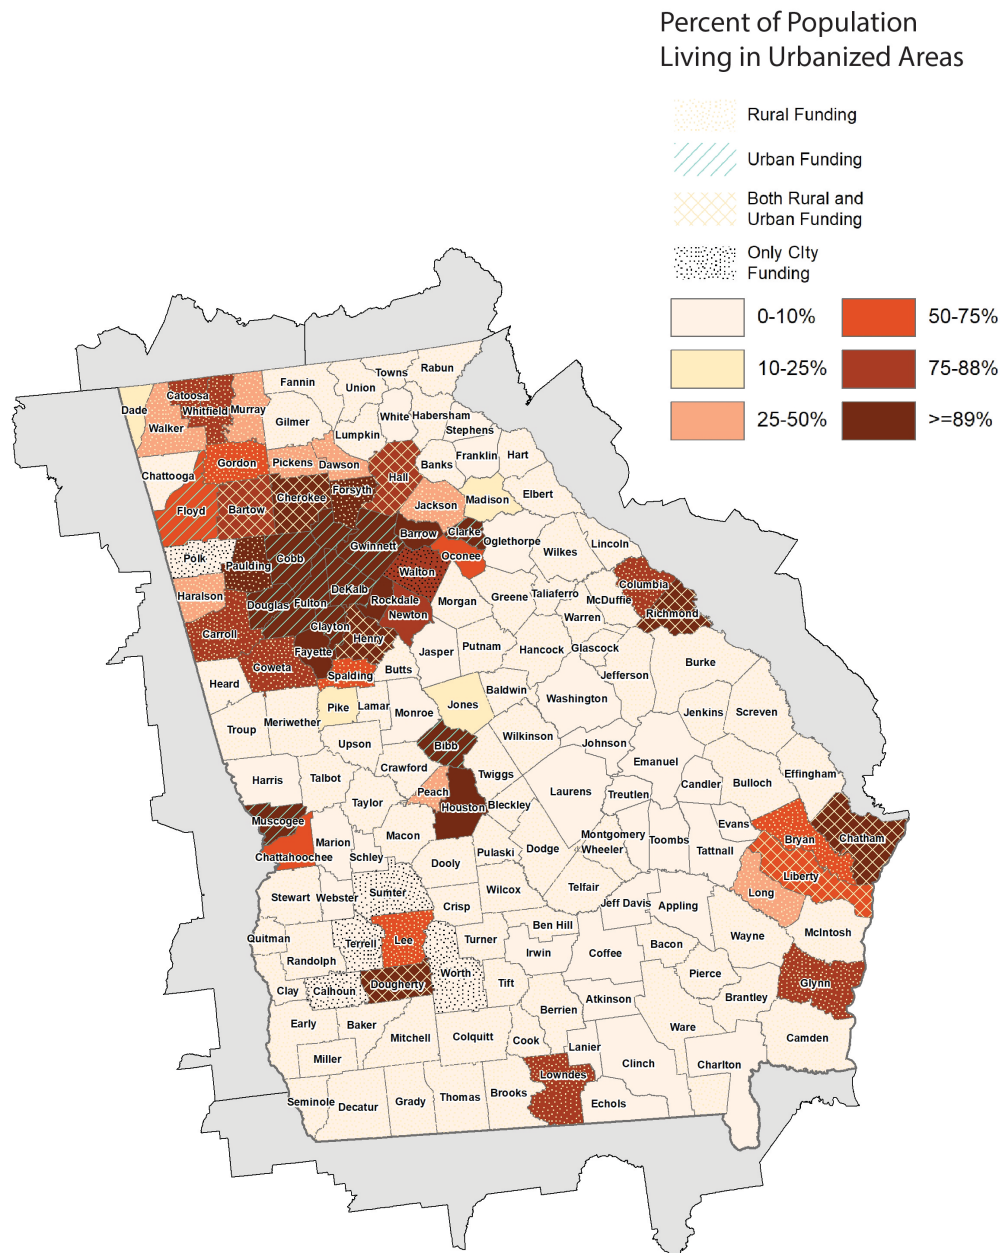 Percent of Population
Living in Urbanized Areas
Rural Funding
Urban Funding
Both Rural and
Urban Funding
Only CIty
Funding
0-10%
50-75%
10-25%
75-88%
25-50%
>=89%
Rabun
Towns
Fannin
Union
Catoosa
Dade
Whitfield
Murray
White
Habersham
Gilmer
Walker
Stephens
Lumpkin
Franklin
Hart
Gordon
Pickens
Dawson
Banks
Chattooga
Hall
Forsyth
Elbert
Cherokee
Madison
Jackson
Floyd
Bartow
Barrow
Clarke
Oglethorpe
Gwinnett
Lincoln
Wilkes
Oconee
Polk
Cobb
Paulding
Walton
Columbia
DeKalb
Taliaferro
Haralson
Greene
McDuffie
Rockdale
Morgan
Douglas
Fulton
Newton
Richmond
Warren
Clayton
Carroll
Henry
Putnam
Hancock
Glascock
Fayette
Jasper
Burke
Coweta
Butts
Spalding
Jefferson
Heard
Baldwin
Washington
Pike
Lamar
Jones
Monroe
Jenkins
Screven
Meriwether
Troup
Wilkinson
Upson
Bibb
Johnson
Emanuel
Crawford
Twiggs
Effingham
Harris
Talbot
Candler
Bulloch
Peach
Laurens
Treutlen
Taylor
Houston
Bleckley
Muscogee
Evans
Macon
Montgomery
Bryan
Chatham
Marion
Toombs
Wheeler
Dodge
Tattnall
Pulaski
Chattahoochee
Schley
Dooly
Liberty
Telfair
Wilcox
Long
Sumter
Stewart
Webster
Jeff Davis
Appling
Crisp
Ben Hill
McIntosh
Wayne
Quitman
Lee
Turner
Terrell
Bacon
Irwin
Coffee
Randolph
Worth
Pierce
Tift
Dougherty
Glynn
Clay
Calhoun
Brantley
Atkinson
Berrien
Early
Baker
Ware
Mitchell
Colquitt
Cook
Camden
Lanier
Miller
Clinch
Charlton
Lowndes
Brooks
Thomas
Grady
Seminole
Decatur
Echols